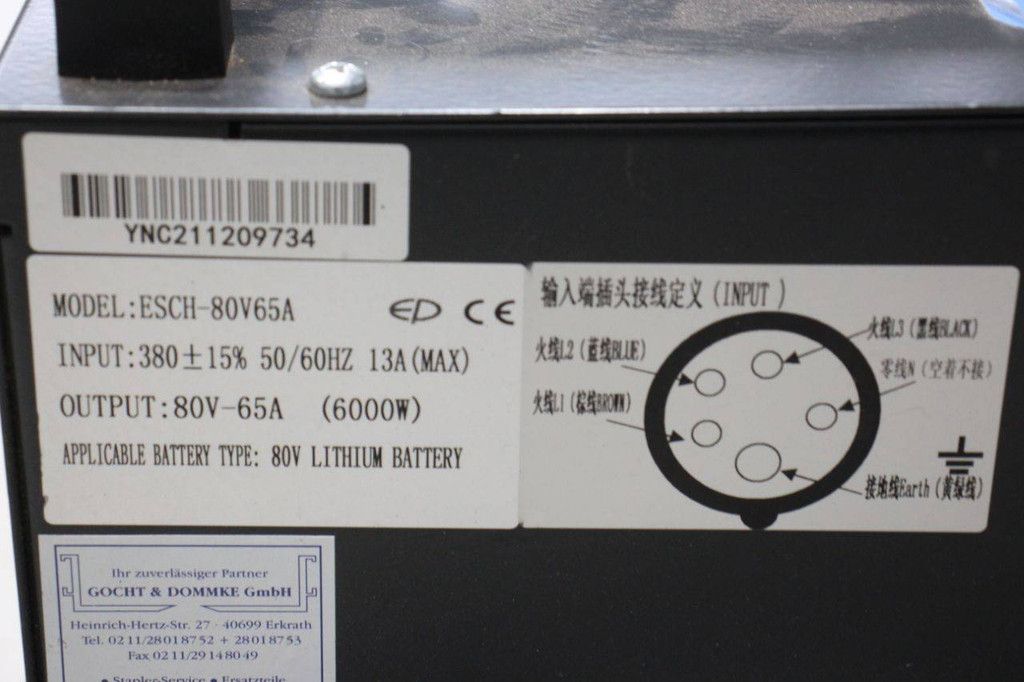 YNC211209734
MODEL:ESCH-80V65A
CE
INPUT:380±15% 50/60HZ 13A(MAX)
OUTPUT:80V-65A (6000W)
APPLICABLE BATTERY TYPE: 80V LITHIUM BATTERY
输入端插头接线定义(INPUT )
火线L3(黑线BLACK)
火线L2(蓝线BLUE)
零线N(空着不接)
火线L1(棕线BROWN)
接地线Earth(黄绿线)
Ihr zuverlässiger Partner
GOCHT & DOMMKE GmbH
Heinrich-Hertz-Str. 27 · 40699 Erkrath
Tel. 0211/28018752 + 28018753
Fax 0211/29148049
• Stapler-Service • Ersatzteile